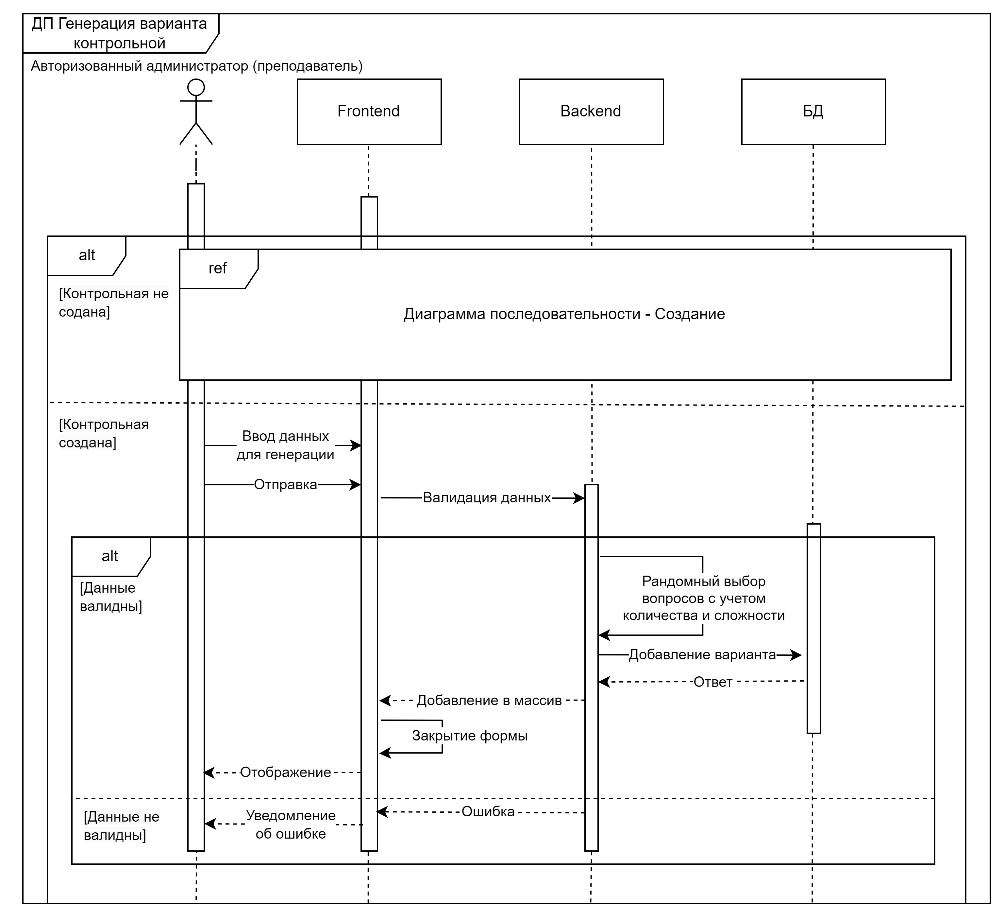 ДП Генерация варианта
контрольной
Авторизованный администратор (преподаватель)
Frontend
Backend
БД
alt
ref
[Контрольная не
содана]
Диаграмма последовательности - Создание
[Контрольная
создана]
Ввод данных
для генерации
Отправка
Валидация данных
alt
[Данные
валидны]
Рандомный выбор
вопросов с учетом
количества и сложности
Добавление варианта
Ответ
Добавление в массив
Закрытие формы
Отображение
[Данные не
валидны]
Ошибка
Уведомление
об ошибке